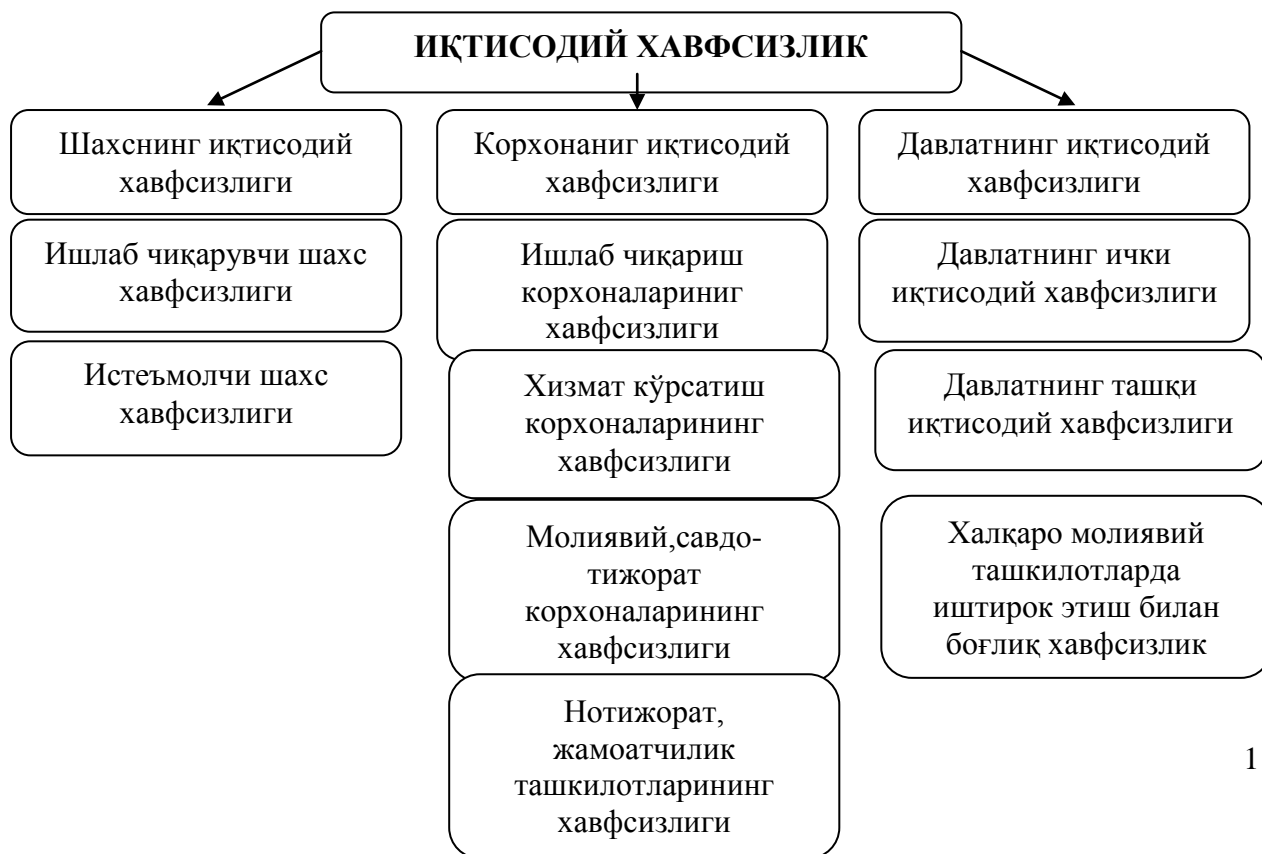 ИҚТИСОДИЙ ХАВФСИЗЛИК
Шахснинг иқтисодий
хавфсизлиги
Ишлаб чиқарувчи шахс
хавфсизлиги
Истеъмолчи шахс
хавфсизлиги
Корхонаниг иқтисодий
хавфсизлиги
Ишлаб чиқариш
корхоналариниг
хавфсизлиги
Хизмат кўрсатиш
корхоналарининг
хавфсизлиги
Молиявий,савдо-
тижорат
корхоналарининг
хавфсизлиги
Нотижорат,
жамоатчилик
ташкилотларининг
хавфсизлиги
Давлатнинг иқтисодий
хавфсизлиги
Давлатнинг ички
иқтисодий хавфсизлиги
Давлатнинг ташқи
иқтисодий хавфсизлиги
Халқаро молиявий
ташкилотларда
иштирок этиш билан
боғлиқ хавфсизлик
1